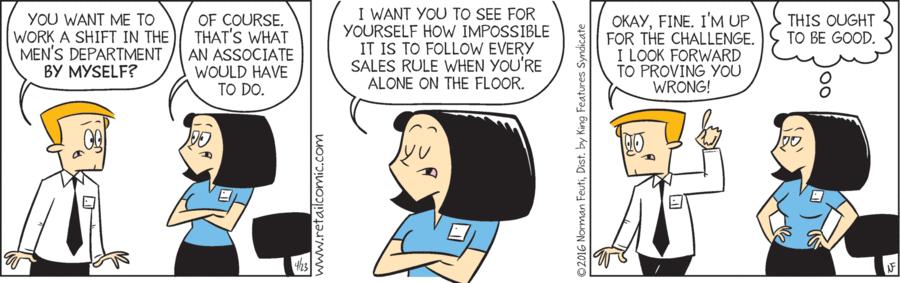 YOU WANT ME TO
WORK A SHIFT IN THE
MEN'S DEPARTMENT
BY MYSELF?
OF COURSE.
THAT'S WHAT
AN ASSOCIATE
WOULD HAVE
TO DO.
4/23
www.retailcomic.com
I WANT YOU TO SEE FOR
YOURSELF HOW IMPOSSIBLE
IT IS TO FOLLOW EVERY
SALES RULE WHEN YOU'RE
ALONE ON THE FLOOR.
©2016 Norman Feuti, Dist. by King Features Syndicate
OKAY, FINE. I'M UP
FOR THE CHALLENGE.
I LOOK FORWARD
TO PROVING YOU
WRONG!
THIS OUGHT
TO BE GOOD.
NF